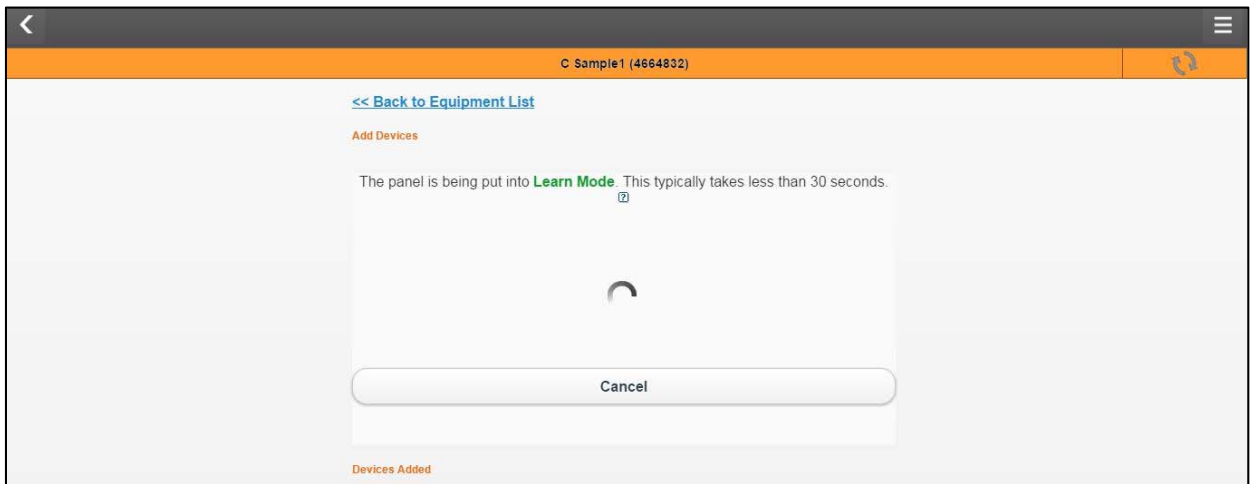 C Sample1 (4664832)
<< Back to Equipment List
Add Devices
The panel is being put into Learn Mode. This typically takes less than 30 seconds.
?
Cancel
Devices Added